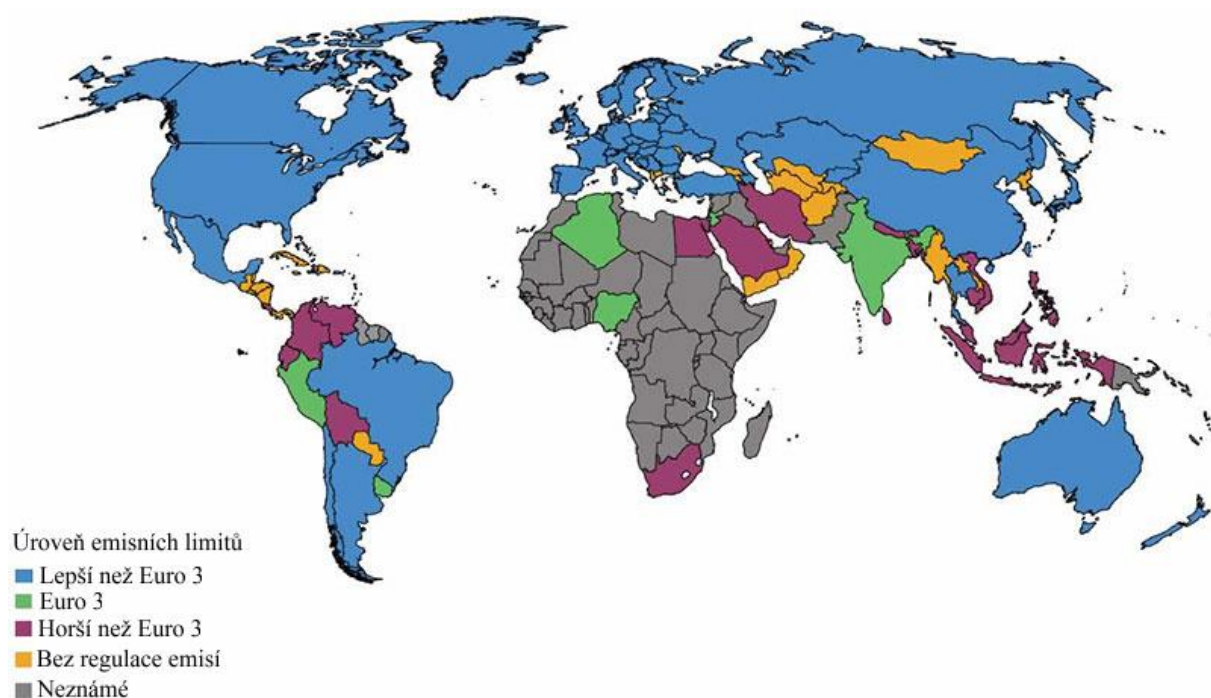 Úroveň emisních limitů
Lepší než Euro 3
Euro 3
Horší než Euro 3
Bez regulace emisí
Neznámé